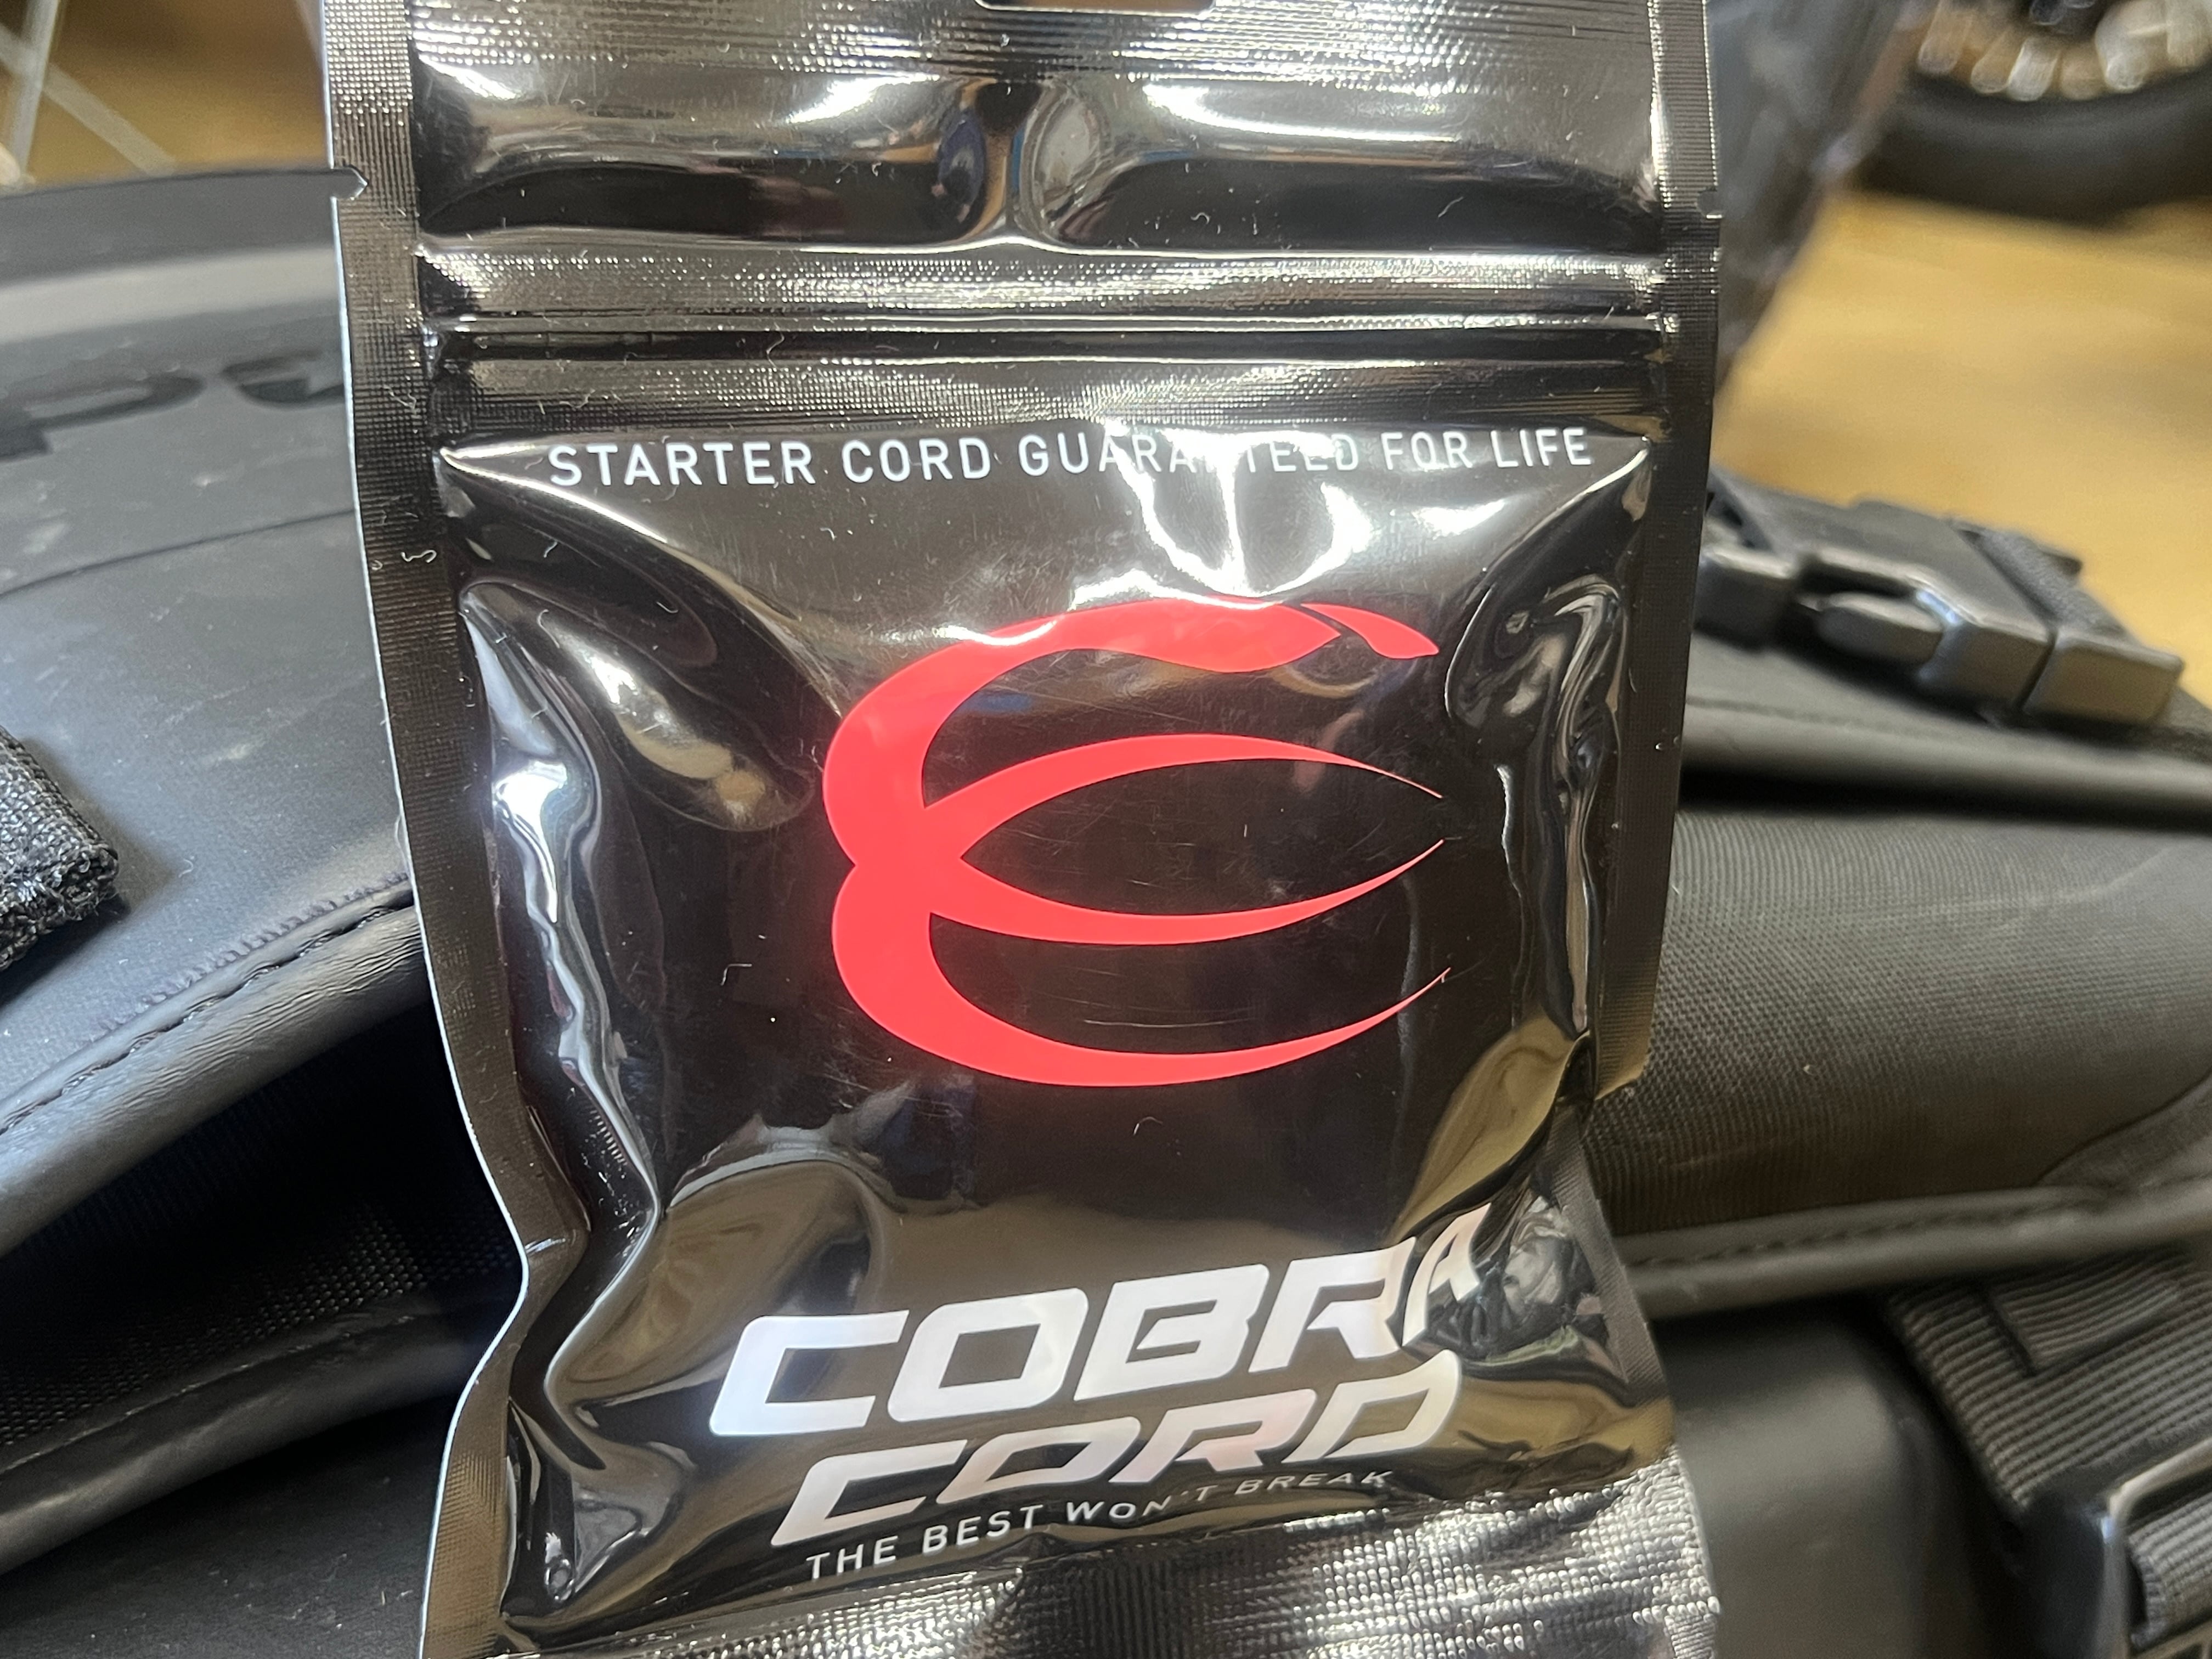 STARTER CORD GUARANTEED FOR LIFE
COBRA
CORD
THE BEST WON'T BREAK